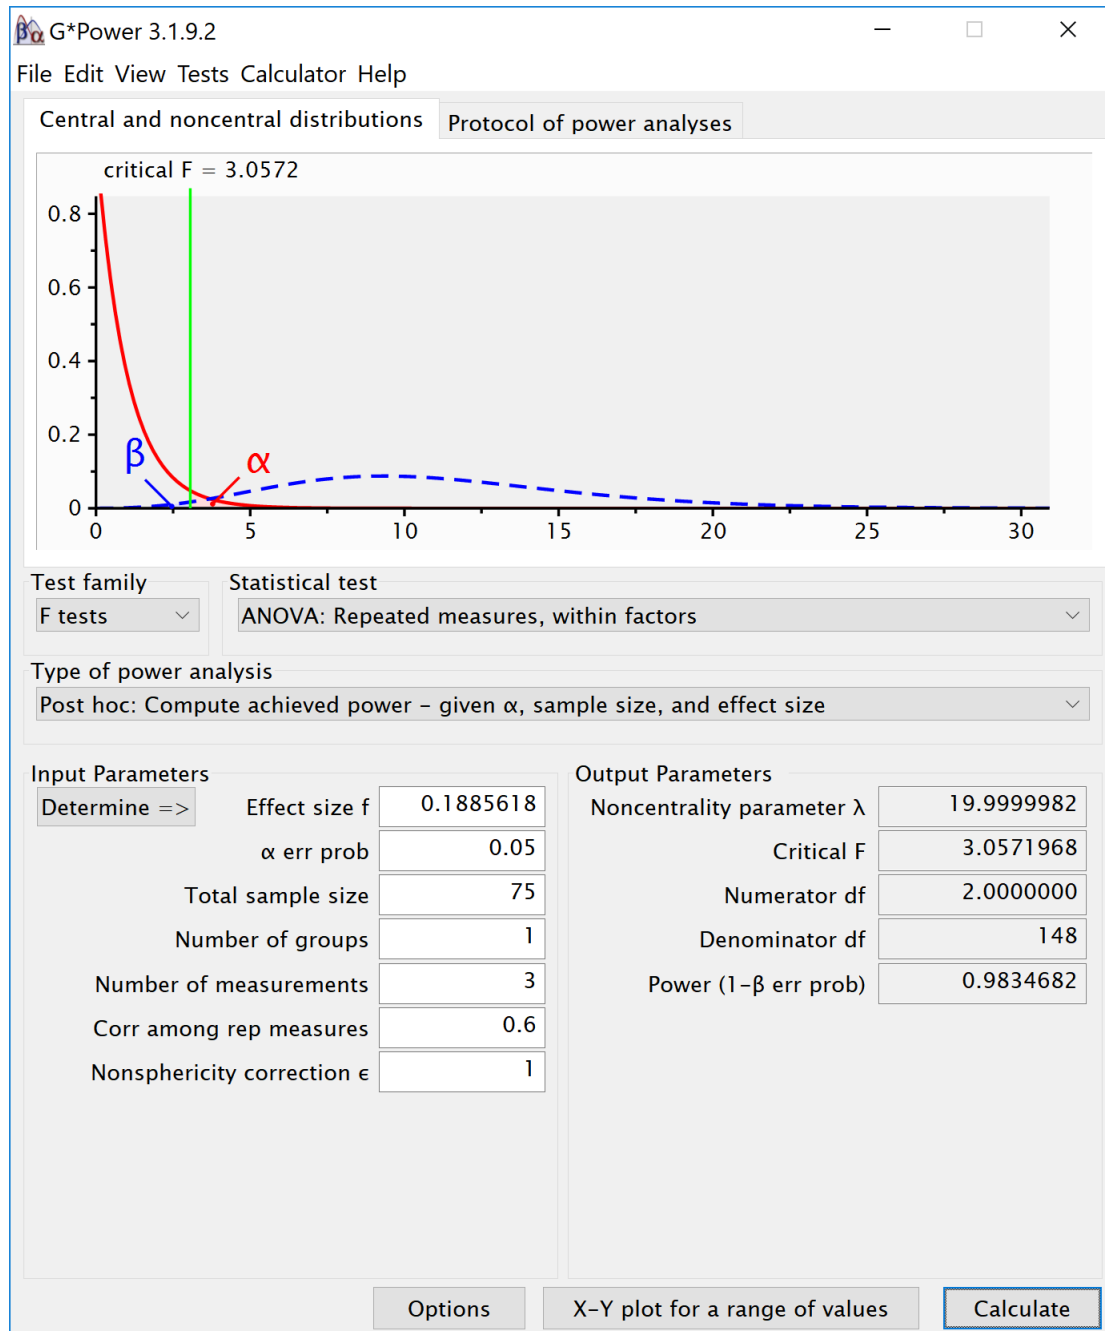 G*Power 3.1.9.2
File Edit View Tests Calculator Help
Central and noncentral distributions
Protocol of power analyses
critical F = 3.0572
0.8
0.6
0.4
0.2
0
β
α
0 5 10 15 20 25 30
Test family
Statistical test
F tests
ANOVA: Repeated measures, within factors
Type of power analysis
Post hoc: Compute achieved power – given α, sample size, and effect size
Input Parameters
Determine =>
Effect size f 0.1885618
α err prob 0.05
Total sample size 75
Number of groups 1
Number of measurements 3
Corr among rep measures 0.6
Nonsphericity correction ϵ 1
Output Parameters
Noncentrality parameter λ 19.9999982
Critical F 3.0571968
Numerator df 2.0000000
Denominator df 148
Power (1–β err prob) 0.9834682
Options
X–Y plot for a range of values
Calculate